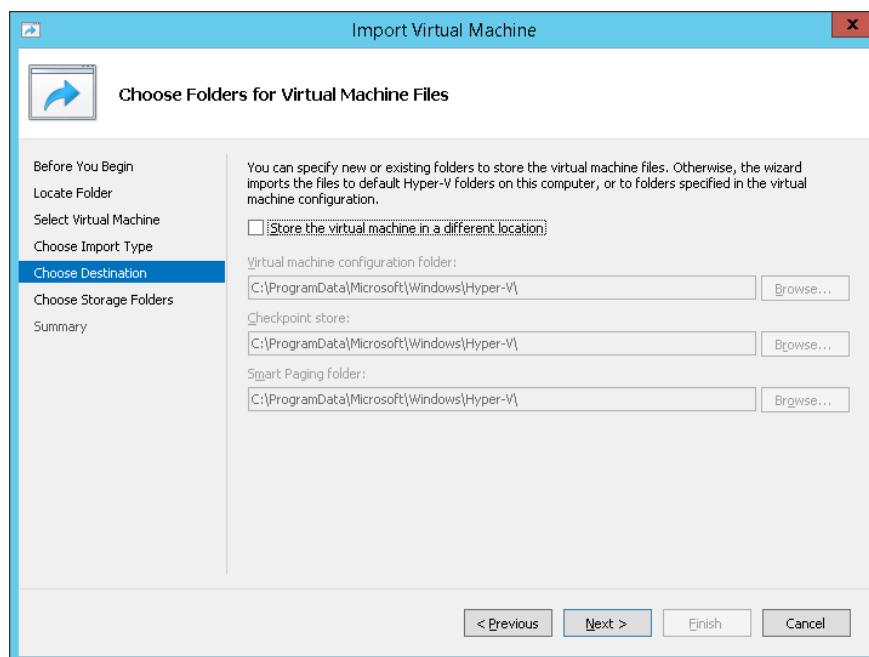 Import Virtual Machine
x
Choose Folders for Virtual Machine Files
Before You Begin
Locate Folder
Select Virtual Machine
Choose Import Type
Choose Destination
Choose Storage Folders
Summary
You can specify new or existing folders to store the virtual machine files. Otherwise, the wizard
imports the files to default Hyper-V folders on this computer, or to folders specified in the virtual
machine configuration.
Store the virtual machine in a different location
Virtual machine configuration folder:
C:\ProgramData\Microsoft\Windows\Hyper-V\ Browse...
Checkpoint store:
C:\ProgramData\Microsoft\Windows\Hyper-V\ Browse...
Smart Paging folder:
C:\ProgramData\Microsoft\Windows\Hyper-V\ Browse...
< Previous Next > Finish Cancel